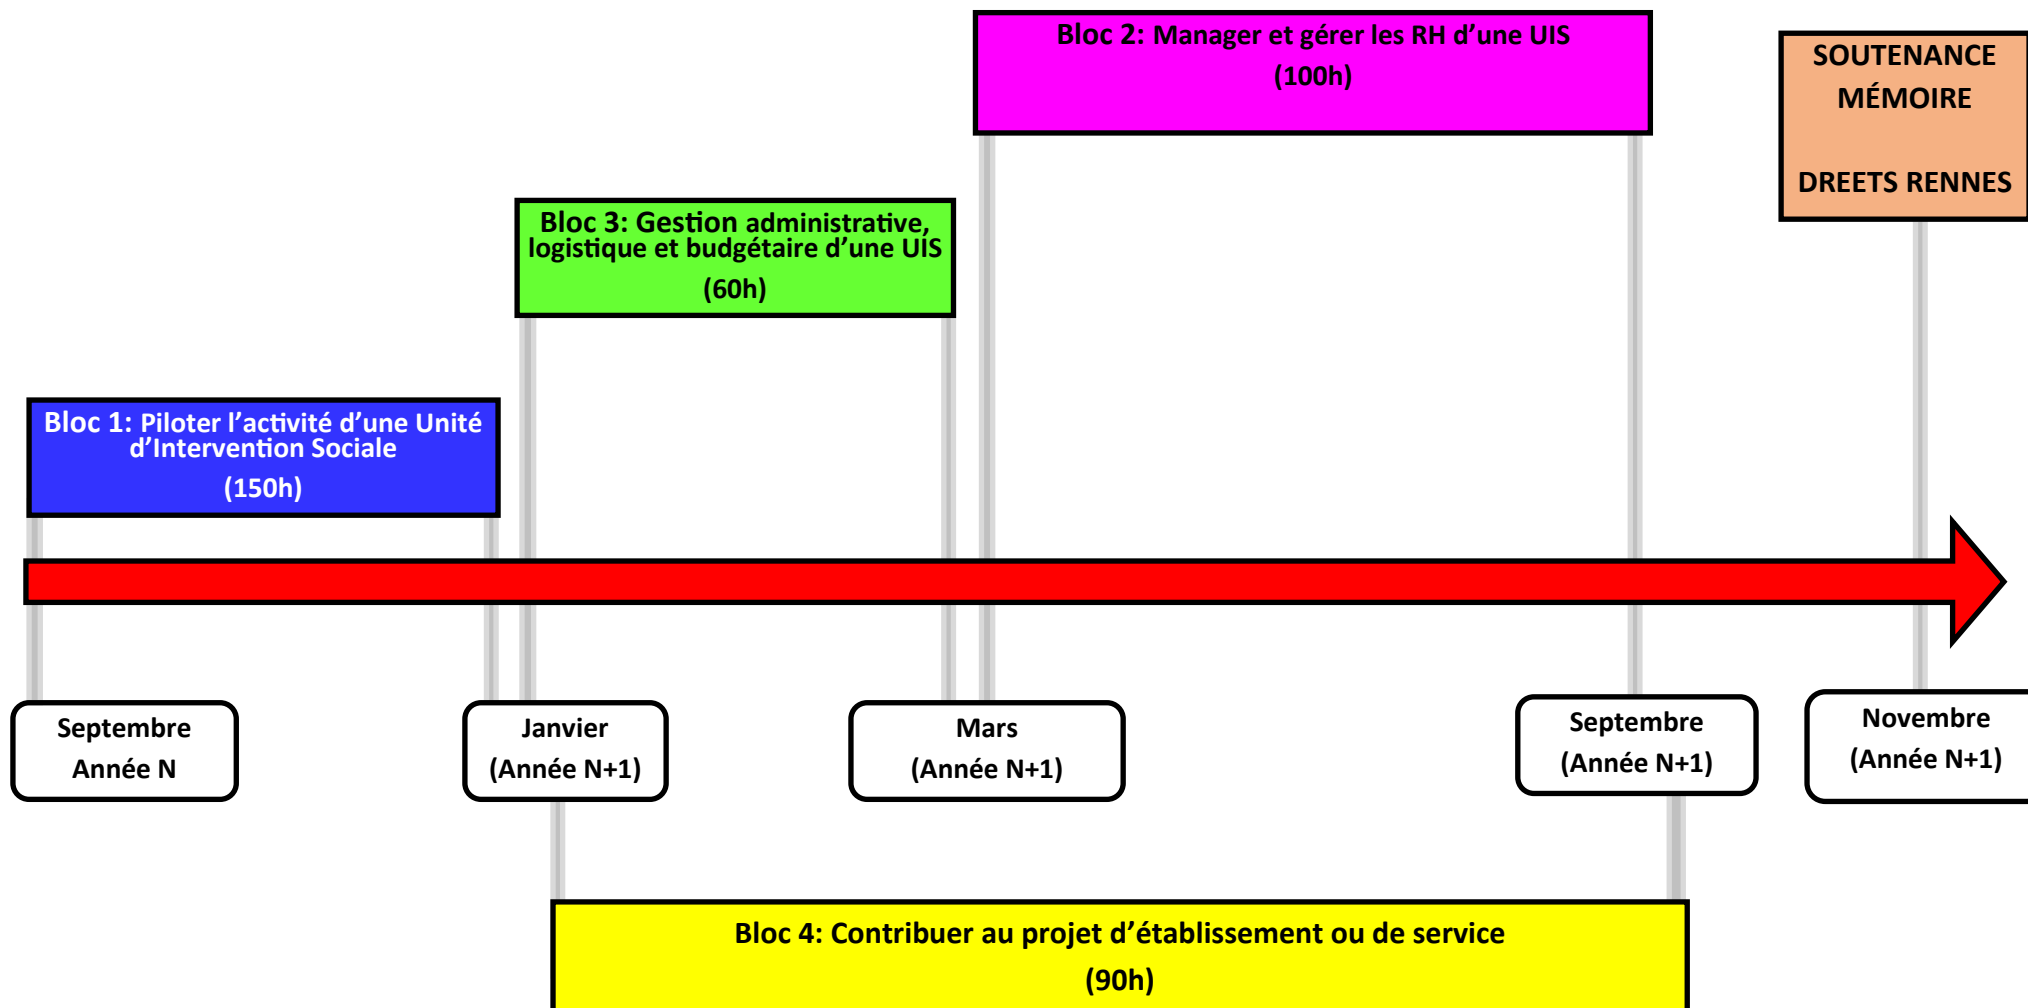 Bloc 2: Manager et gérer les RH d’une UIS
(100h)
SOUTENANCE
MÉMOIRE
DREETS RENNES
Bloc 3: Gestion administrative,
logistique et budgétaire d’une UIS
(60h)
Bloc 1: Piloter l’activité d’une Unité
d’Intervention Sociale
(150h)
Septembre
Année N
Janvier
(Année N+1)
Mars
(Année N+1)
Septembre
(Année N+1)
Novembre
(Année N+1)
Bloc 4: Contribuer au projet d’établissement ou de service
(90h)